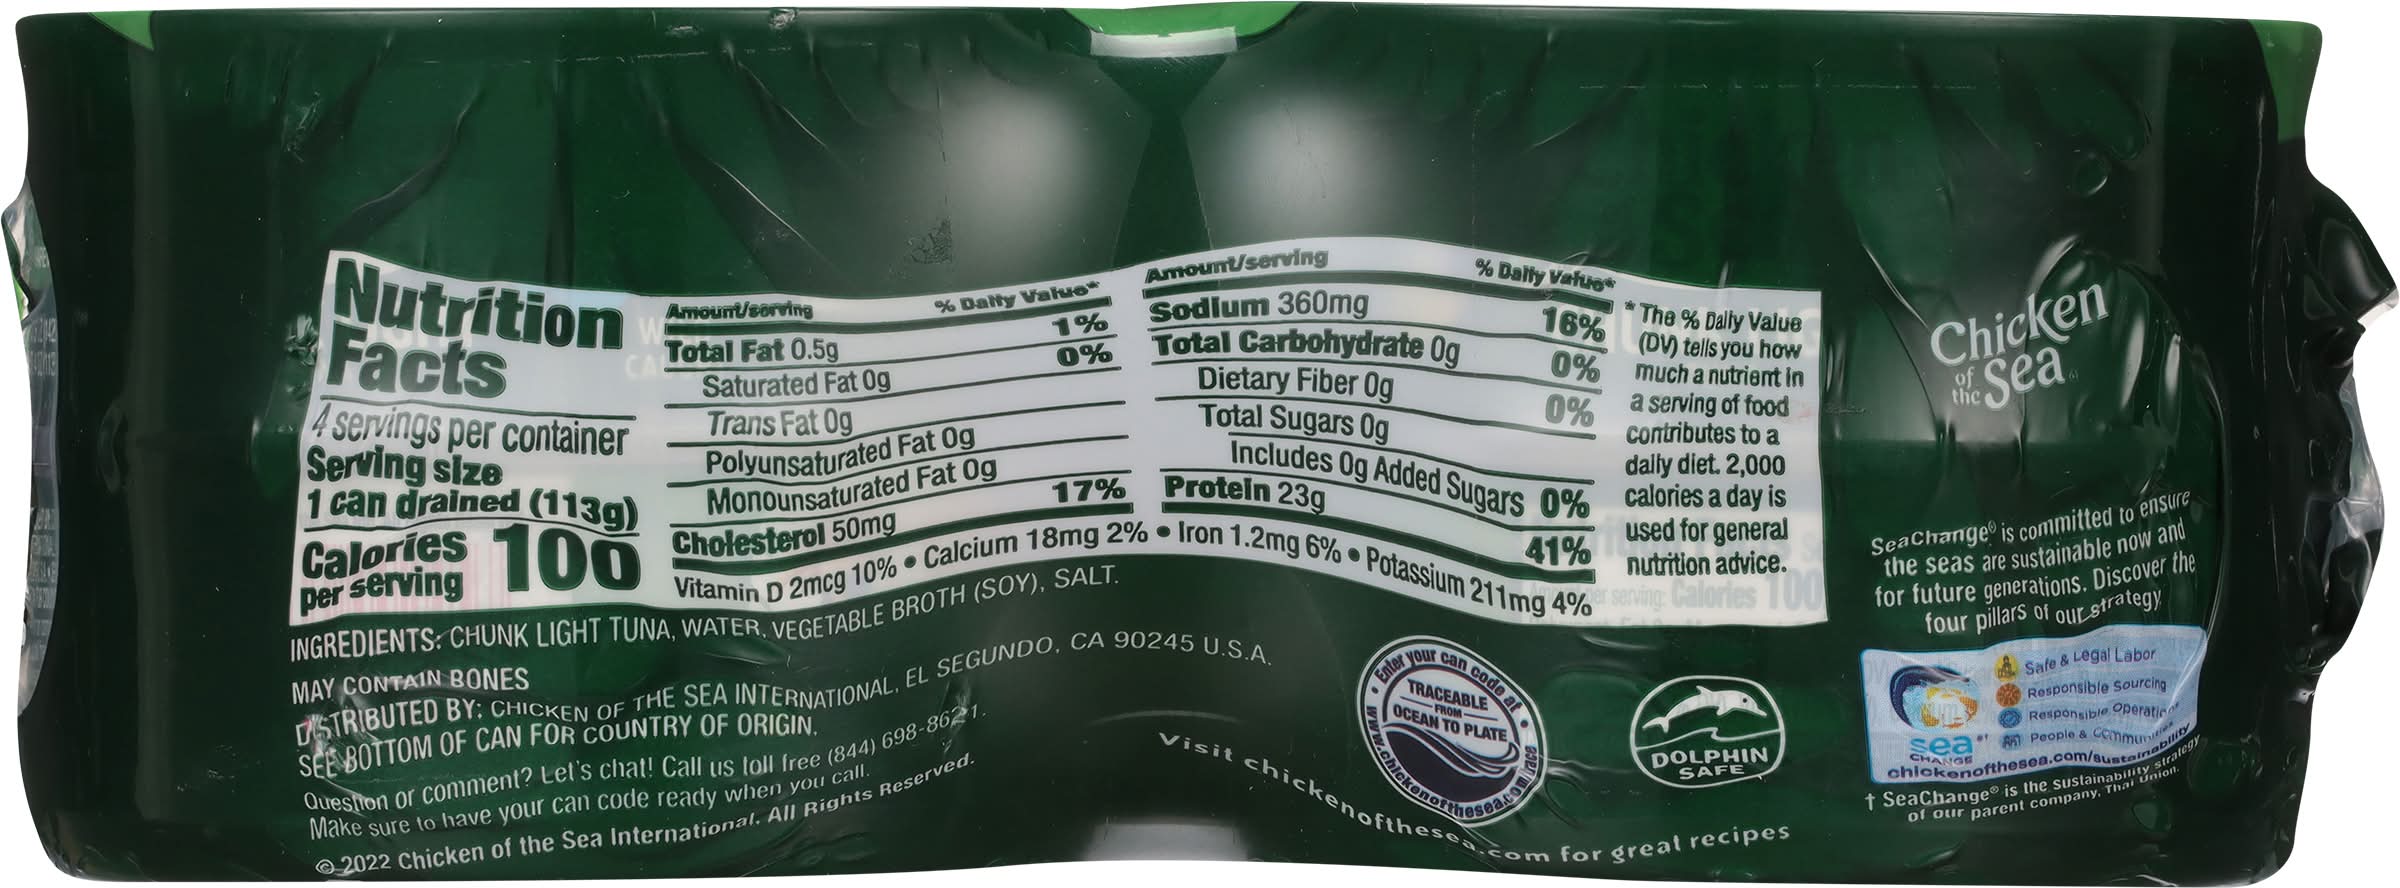 Nutrition
Facts
4 servings per container
Serving size
1 can drained (113g)
Calories
per serving
100
Amount/serving % Daily Value*
Total Fat 0.5g 1%
Saturated Fat 0g 0%
Trans Fat 0g
Polyunsaturated Fat 0g
Monounsaturated Fat 0g
Cholesterol 50mg 17%
Amount/serving % Daily Value*
Sodium 360mg 16%
Total Carbohydrate 0g 0%
Dietary Fiber 0g 0%
Total Sugars 0g
Includes 0g Added Sugars 0%
Protein 23g 41%
Vitamin D 2mcg 10% • Calcium 18mg 2% • Iron 1.2mg 6% • Potassium 211mg 4%
* The % Daily Value
(DV) tells you how
much a nutrient in
a serving of food
contributes to a
daily diet. 2,000
calories a day is
used for general
nutrition advice.
INGREDIENTS: CHUNK LIGHT TUNA, WATER, VEGETABLE BROTH (SOY), SALT.
MAY CONTAIN BONES
DISTRIBUTED BY: CHICKEN OF THE SEA INTERNATIONAL, EL SEGUNDO, CA 90245 U.S.A.
SEE BOTTOM OF CAN FOR COUNTRY OF ORIGIN.
Question or comment? Let's chat! Call us toll free (844) 698-8621.
Make sure to have your can code ready when you call.
© 2022 Chicken of the Sea International. All Rights Reserved.
Visit chickenofthesea.com for great recipes
• Enter your can code at •
www.chickenofthesea.com/trace
TRACEABLE
FROM
OCEAN TO PLATE
DOLPHIN
SAFE
Chicken
of
the Sea
SeaChange® is committed to ensure
the seas are sustainable now and
for future generations. Discover the
four pillars of our strategy
sea
CHANGE
®†
Safe & Legal Labor
Responsible Sourcing
Responsible Operations
People & Communities
chickenofthesea.com/sustainability
† SeaChange® is the sustainability strategy
of our parent company, Thai Union.